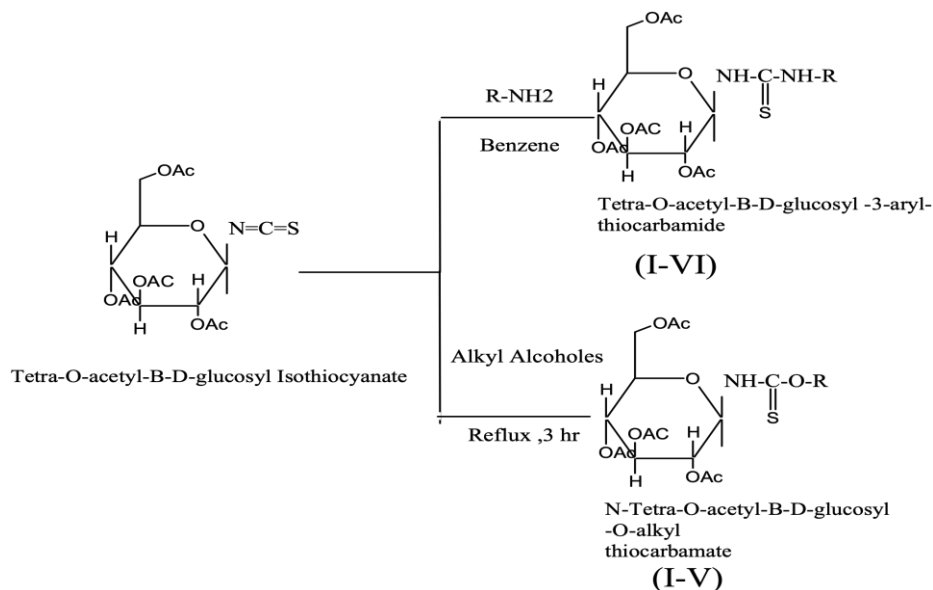 OAc
H
O
NH-C-NH-R
S
OAC
H
OAc
H
OAc
R-NH2
Benzene
Tetra-O-acetyl-B-D-glucosyl -3-aryl-
thiocarbamide
(I-VI)
OAc
H
O
N=C=S
OAC
H
OAc
H
OAc
Tetra-O-acetyl-B-D-glucosyl Isothiocyanate
Alkyl Alcoholes
Reflux ,3 hr
OAc
H
O
NH-C-O-R
S
OAC
H
OAc
H
OAc
N-Tetra-O-acetyl-B-D-glucosyl
-O-alkyl
thiocarbamate
(I-V)